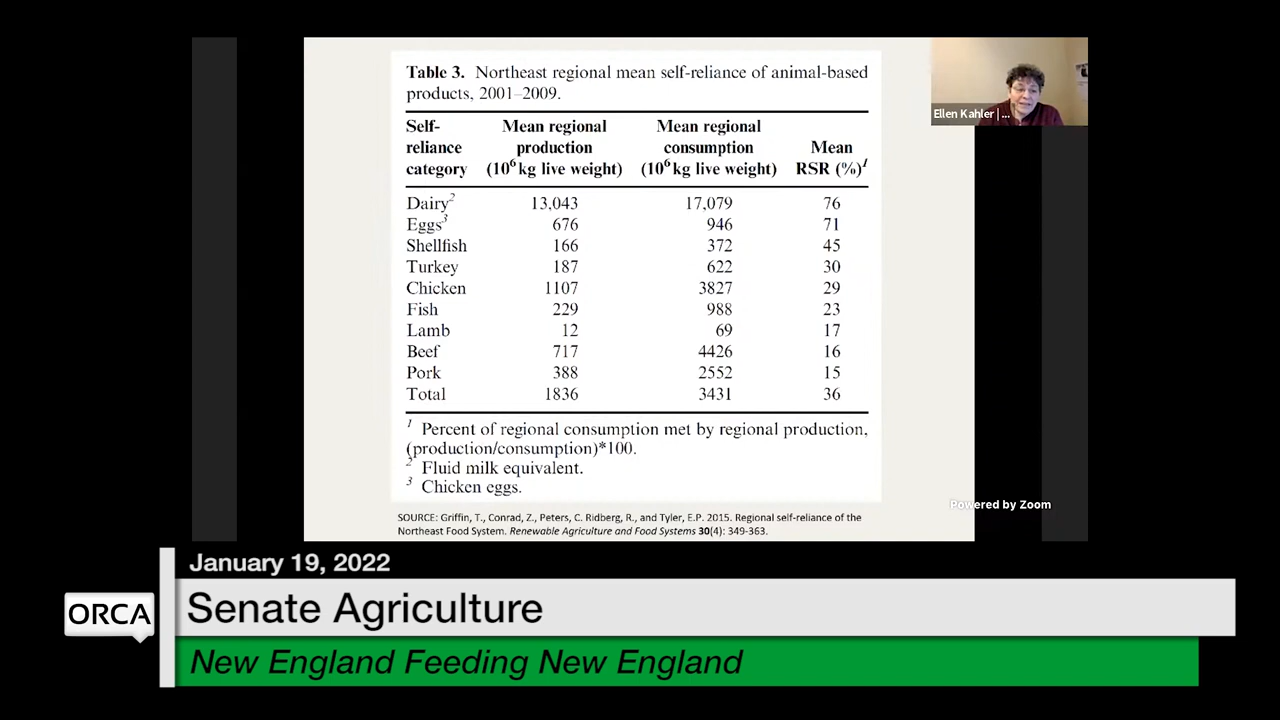 Table 3. Northeast regional mean self-reliance of animal-based
products, 2001–2009.
Self-reliance category Mean regional production (10⁶ kg live weight) Mean regional consumption (10⁶ kg live weight) Mean RSR (%)¹
Dairy² 13,043 17,079 76
Eggs³ 676 946 71
Shellfish 166 372 45
Turkey 187 622 30
Chicken 1107 3827 29
Fish 229 988 23
Lamb 12 69 17
Beef 717 4426 16
Pork 388 2552 15
Total 1836 3431 36
¹ Percent of regional consumption met by regional production,
(production/consumption)*100.
² Fluid milk equivalent.
³ Chicken eggs.
SOURCE: Griffin, T., Conrad, Z., Peters, C. Ridberg, R., and Tyler, E.P. 2015. Regional self-reliance of the
Northeast Food System. Renewable Agriculture and Food Systems 30(4): 349-363.
Ellen Kahler | ...
Powered by Zoom
January 19, 2022
ORCA
Senate Agriculture
New England Feeding New England